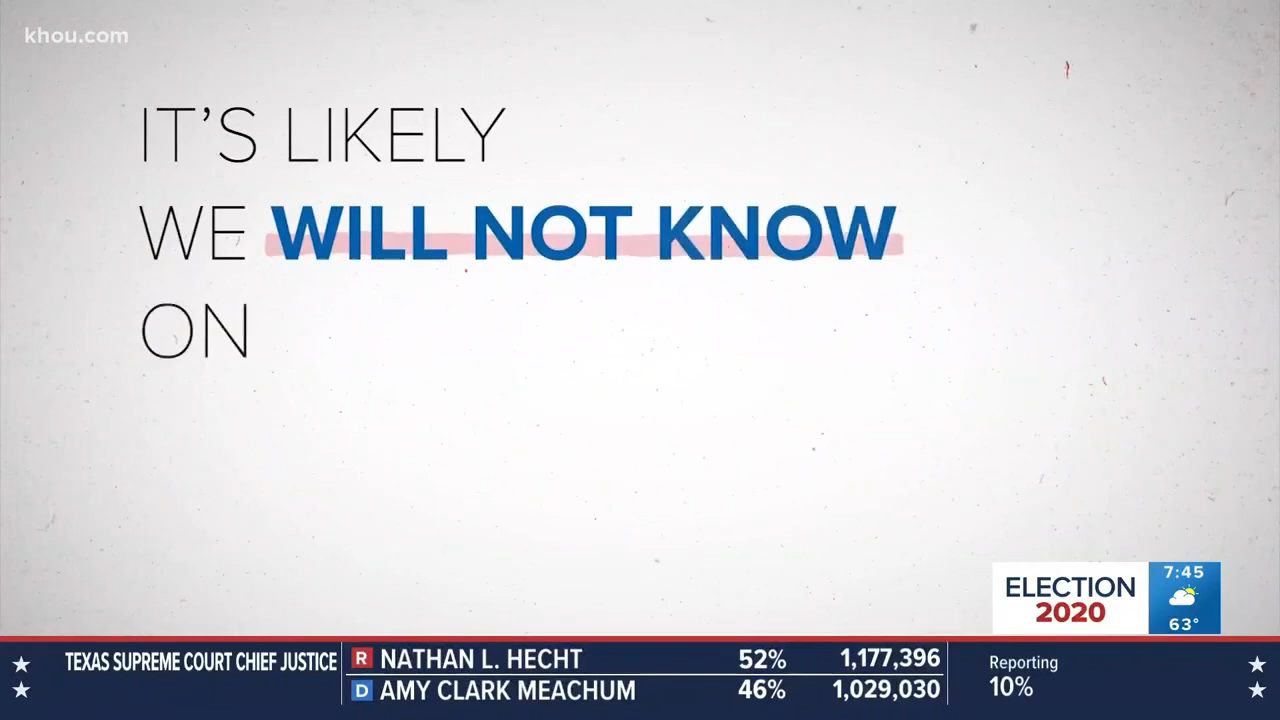 khou.com
IT'S LIKELY
WE WILL NOT KNOW
ON
ELECTION
2020
7:45
63°
TEXAS SUPREME COURT CHIEF JUSTICE
R NATHAN L. HECHT 52% 1,177,396
D AMY CLARK MEACHUM 46% 1,029,030
Reporting
10%